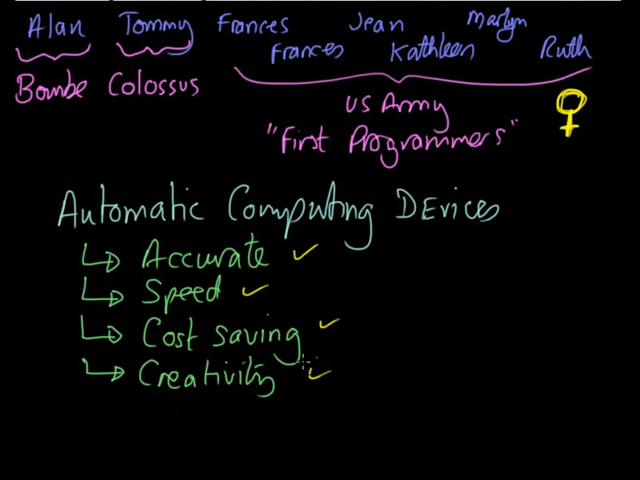 Alan Tommy Frances Jean Marlyn
Frances Kathleen Ruth
Bombe Colossus
US Army
"First Programmers"
Automatic Computing DEvices
Accurate
Speed
Cost saving
Creativity